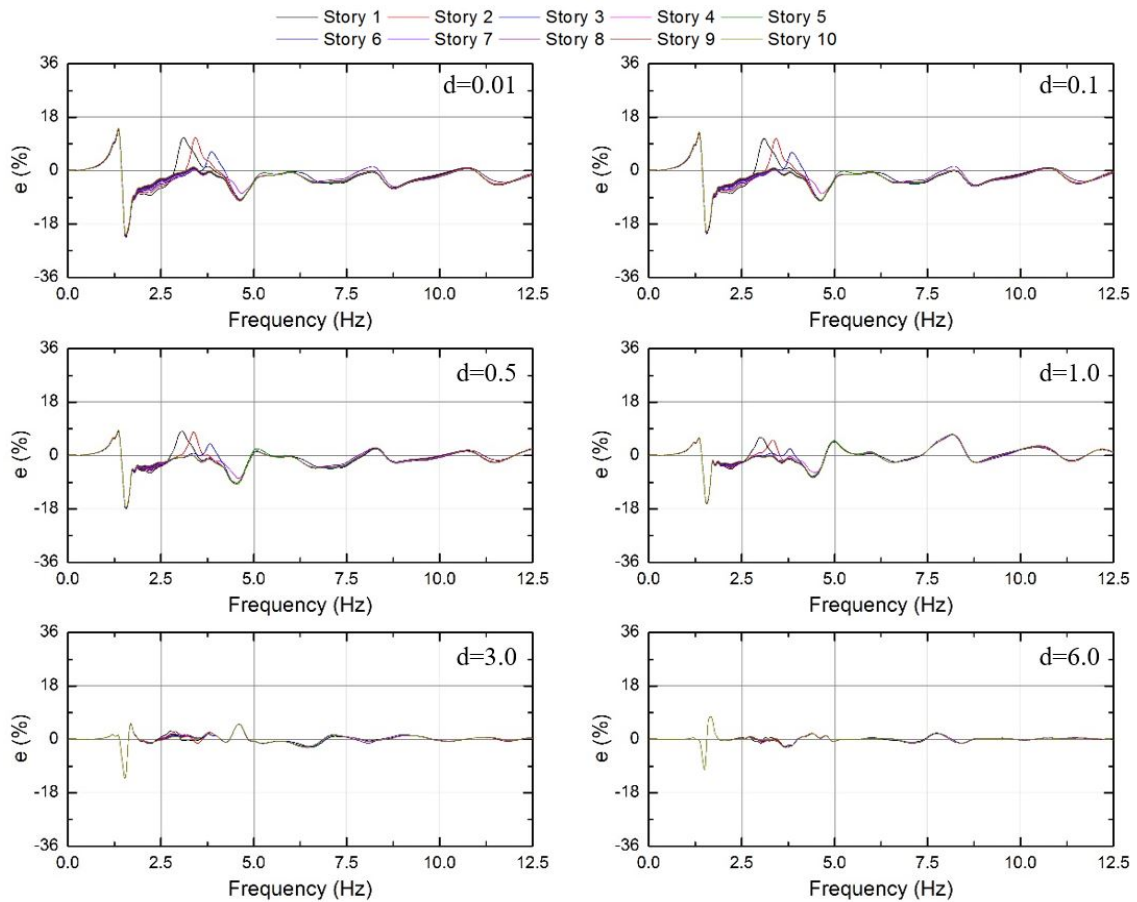 Story 1 Story 2 Story 3 Story 4 Story 5
Story 6 Story 7 Story 8 Story 9 Story 10
36
18
0
-18
-36
e (%)
d=0.01
0.0 2.5 5.0 7.5 10.0 12.5
Frequency (Hz)
36
18
0
-18
-36
e (%)
d=0.1
0.0 2.5 5.0 7.5 10.0 12.5
Frequency (Hz)
36
18
0
-18
-36
e (%)
d=0.5
0.0 2.5 5.0 7.5 10.0 12.5
Frequency (Hz)
36
18
0
-18
-36
e (%)
d=1.0
0.0 2.5 5.0 7.5 10.0 12.5
Frequency (Hz)
36
18
0
-18
-36
e (%)
d=3.0
0.0 2.5 5.0 7.5 10.0 12.5
Frequency (Hz)
36
18
0
-18
-36
e (%)
d=6.0
0.0 2.5 5.0 7.5 10.0 12.5
Frequency (Hz)